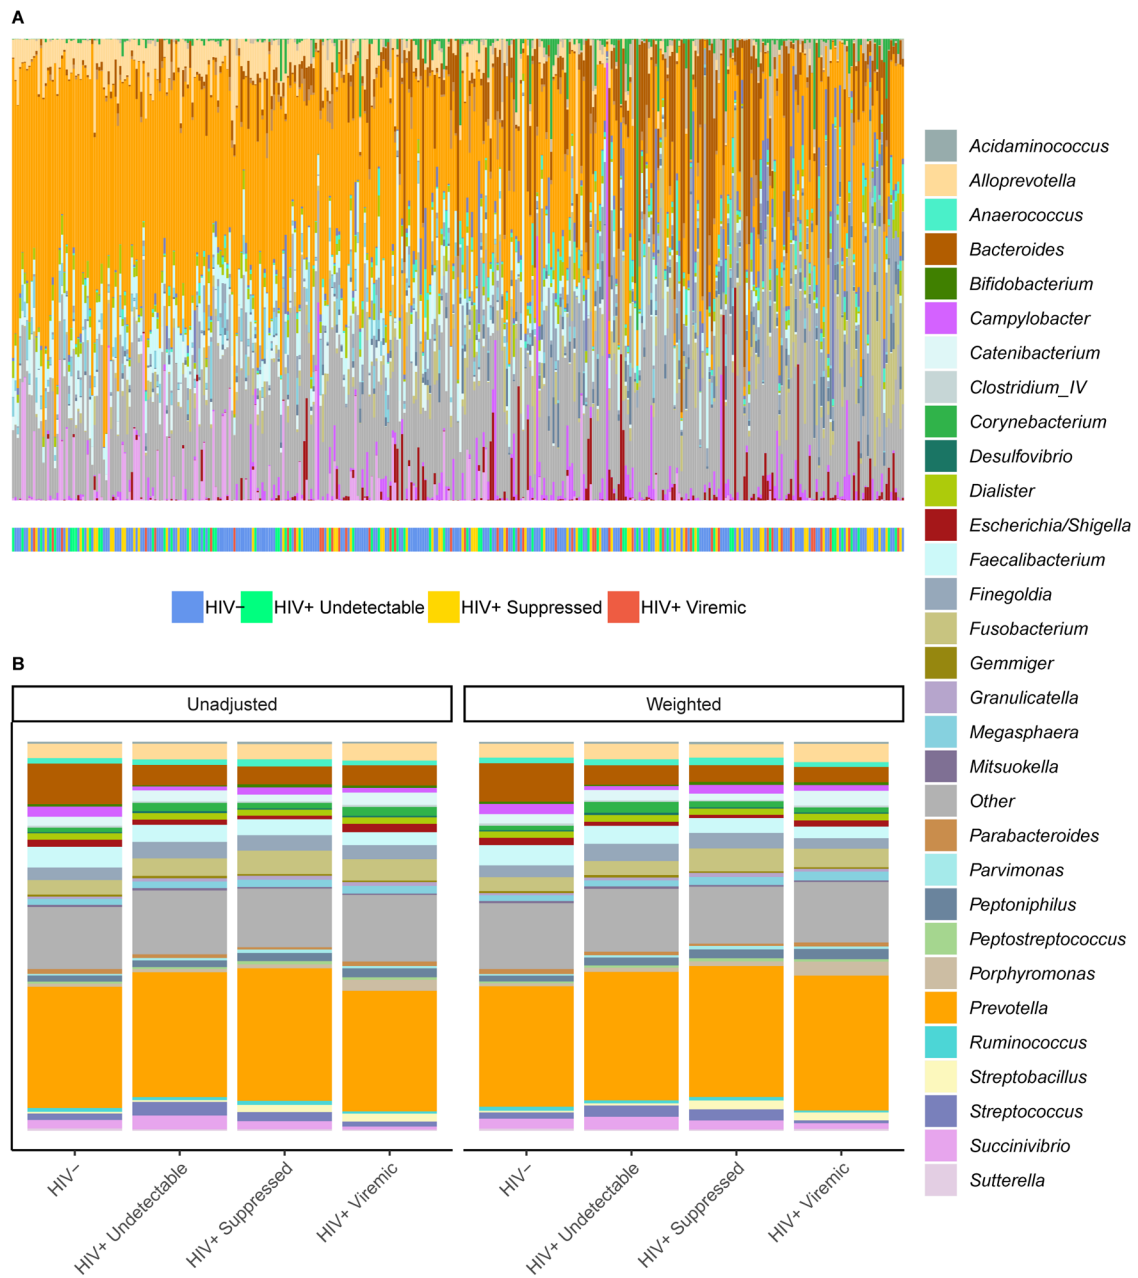 A
HIV− HIV+ Undetectable HIV+ Suppressed HIV+ Viremic
B
Unadjusted
Weighted
HIV−
HIV+ Undetectable
HIV+ Suppressed
HIV+ Viremic
HIV−
HIV+ Undetectable
HIV+ Suppressed
HIV+ Viremic
Acidaminococcus
Alloprevotella
Anaerococcus
Bacteroides
Bifidobacterium
Campylobacter
Catenibacterium
Clostridium_IV
Corynebacterium
Desulfovibrio
Dialister
Escherichia/Shigella
Faecalibacterium
Finegoldia
Fusobacterium
Gemmiger
Granulicatella
Megasphaera
Mitsuokella
Other
Parabacteroides
Parvimonas
Peptoniphilus
Peptostreptococcus
Porphyromonas
Prevotella
Ruminococcus
Streptobacillus
Streptococcus
Succinivibrio
Sutterella